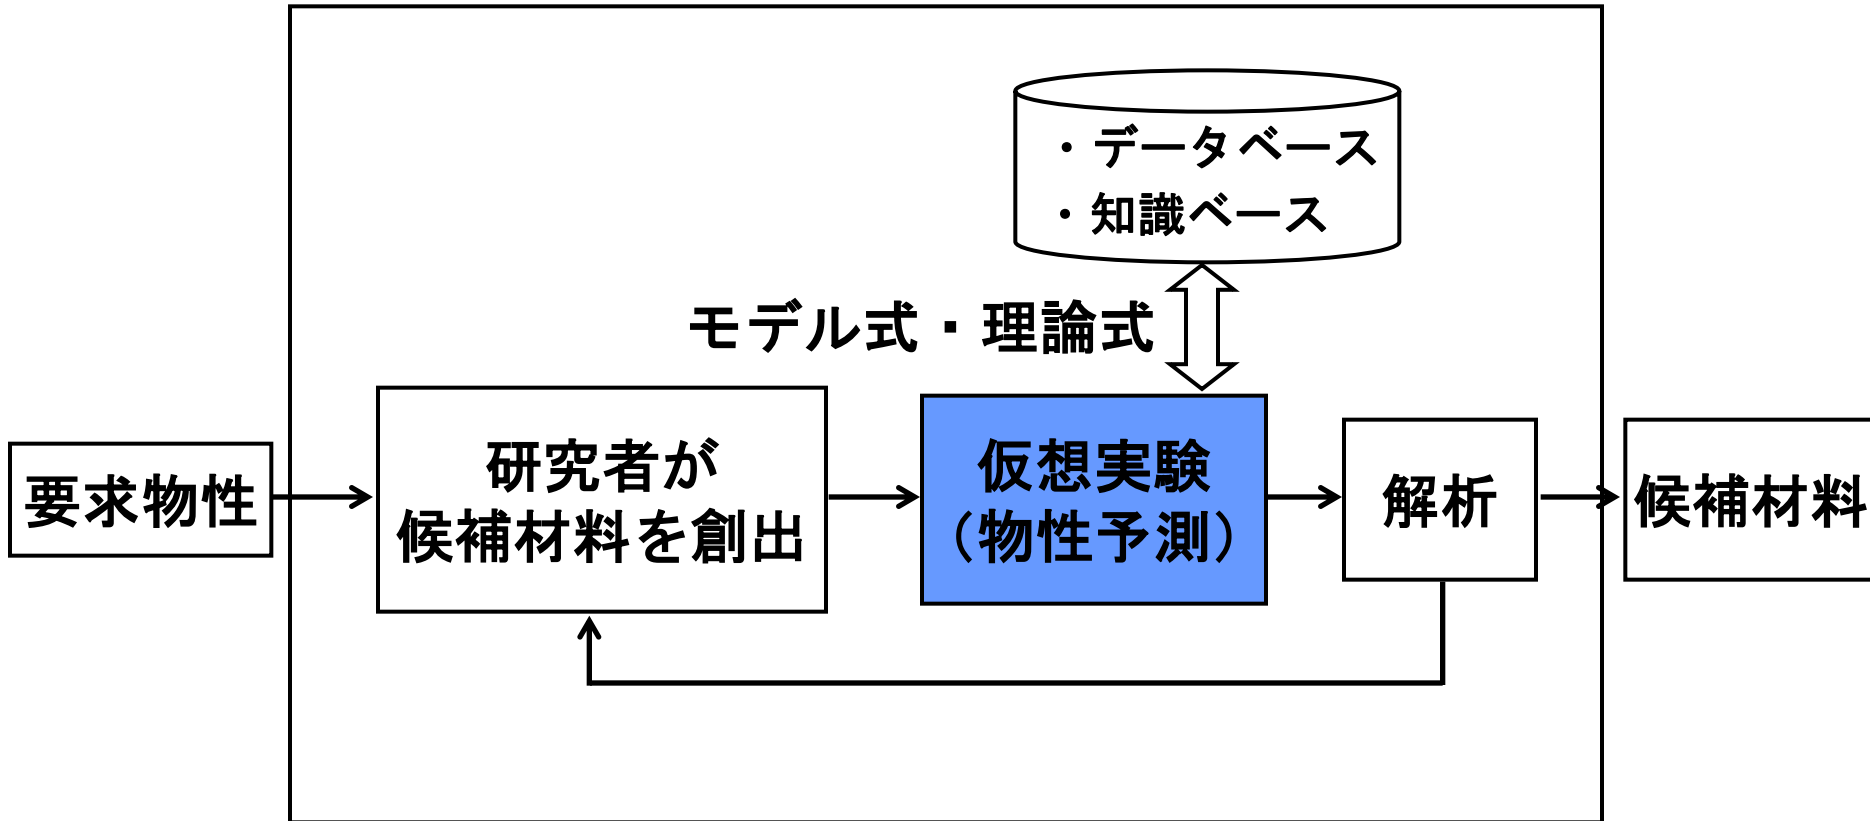 ・データベース
・知識ベース
モデル式・理論式
要求物性
研究者が
候補材料を創出
仮想実験
（物性予測）
解析
候補材料